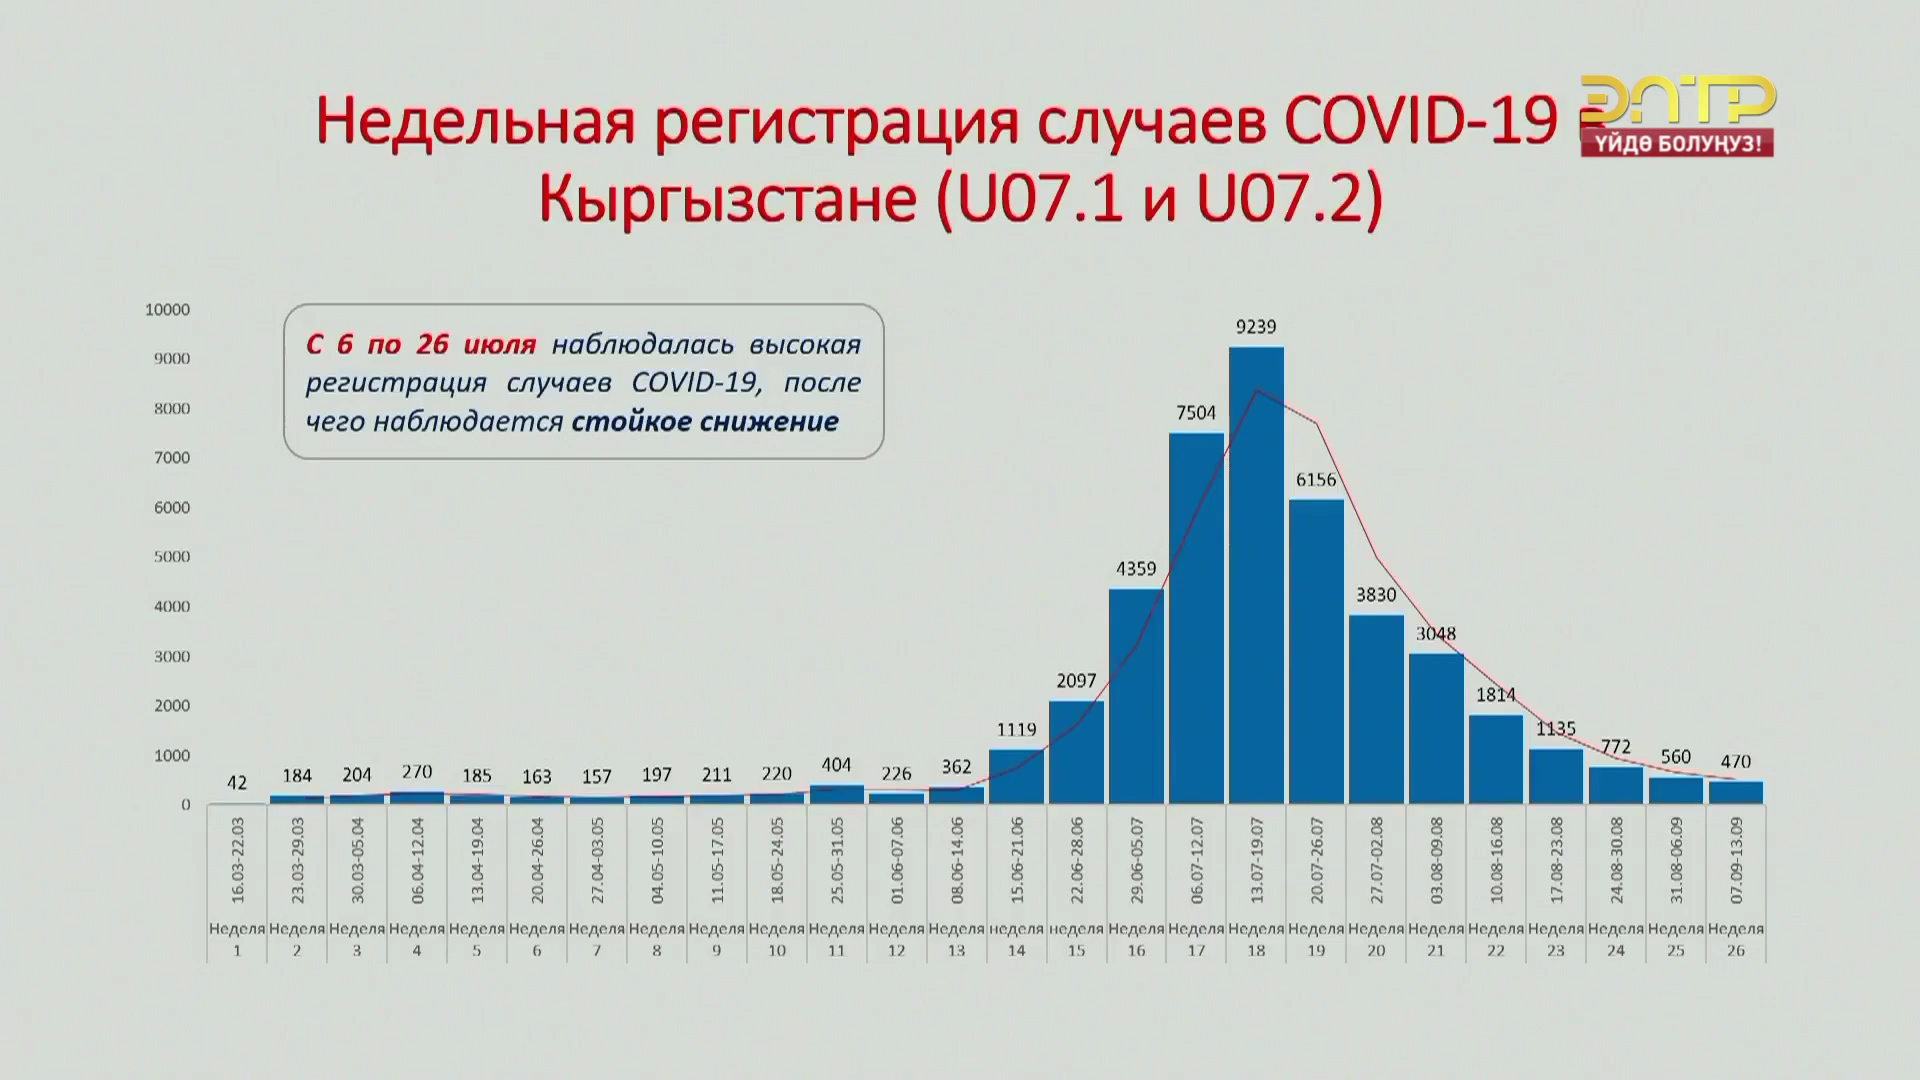 Недельная регистрация случаев COVID-19
Кыргызстане (U07.1 и U07.2)
ЭЛТР
ҮЙДӨ БОЛУҢУЗ!
С 6 по 26 июля наблюдалась высокая
регистрация случаев COVID-19, после
чего наблюдается стойкое снижение
10000
9000
8000
7000
6000
5000
4000
3000
2000
1000
0
42 184 204 270 185 163 157 197 211 220 404 226 362 1119 2097 4359 7504 9239 6156 3830 3048 1814 1135 772 560 470
16.03-22.03 23.03-29.03 30.03-05.04 06.04-12.04 13.04-19.04 20.04-26.04 27.04-03.05 04.05-10.05 11.05-17.05 18.05-24.05 25.05-31.05 01.06-07.06 08.06-14.06 15.06-21.06 22.06-28.06 29.06-05.07 06.07-12.07 13.07-19.07 20.07-26.07 27.07-02.08 03.08-09.08 10.08-16.08 17.08-23.08 24.08-30.08 31.08-06.09 07.09-13.09
Неделя Неделя Неделя Неделя Неделя Неделя Неделя Неделя Неделя Неделя Неделя Неделя Неделя неделя неделя Неделя Неделя Неделя Неделя Неделя Неделя Неделя Неделя Неделя Неделя Неделя
1 2 3 4 5 6 7 8 9 10 11 12 13 14 15 16 17 18 19 20 21 22 23 24 25 26